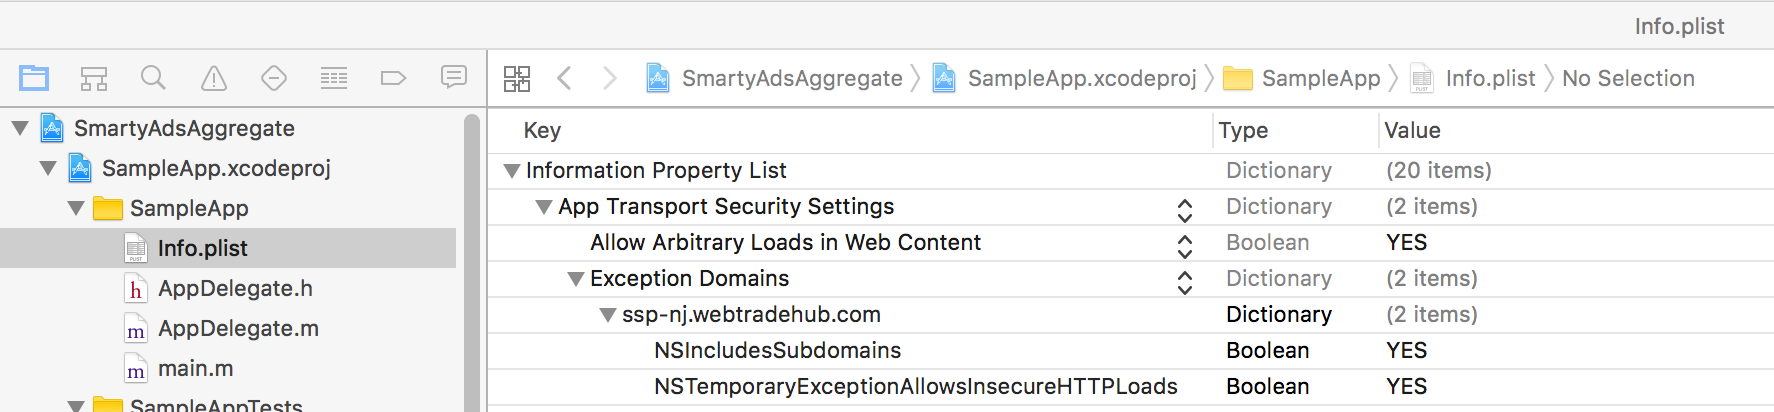 Info.plist
SmartyAdsAggregate SampleApp.xcodeproj SampleApp Info.plist No Selection
SmartyAdsAggregate
SampleApp.xcodeproj
SampleApp
Info.plist
AppDelegate.h
AppDelegate.m
main.m
SampleAppTests
Key Type Value
Information Property List Dictionary (20 items)
App Transport Security Settings Dictionary (2 items)
Allow Arbitrary Loads in Web Content Boolean YES
Exception Domains Dictionary (2 items)
ssp-nj.webtradehub.com Dictionary (2 items)
NSIncludesSubdomains Boolean YES
NSTemporaryExceptionAllowsInsecureHTTPLoads Boolean YES